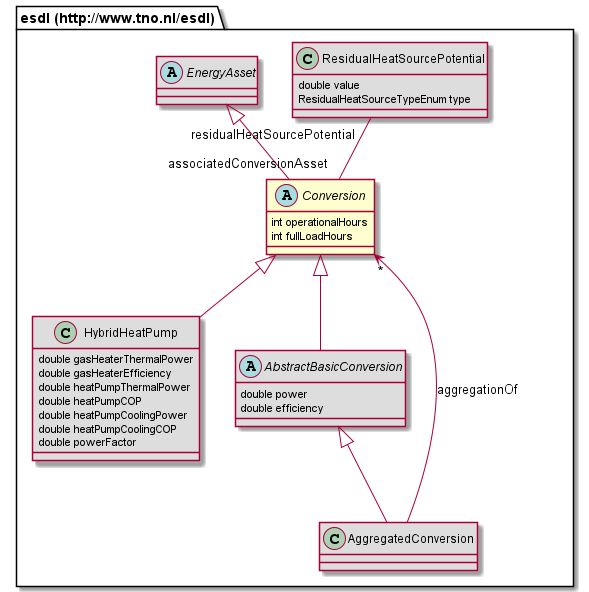 esdl (http://www.tno.nl/esdl)
C ResidualHeatSourcePotential
double value
ResidualHeatSourceTypeEnum type
A EnergyAsset
residualHeatSourcePotential
associatedConversionAsset
A Conversion
int operationalHours
int fullLoadHours
*
C HybridHeatPump
double gasHeaterThermalPower
double gasHeaterEfficiency
double heatPumpThermalPower
double heatPumpCOP
double heatPumpCoolingPower
double heatPumpCoolingCOP
double powerFactor
A AbstractBasicConversion
double power
double efficiency
aggregationOf
C AggregatedConversion